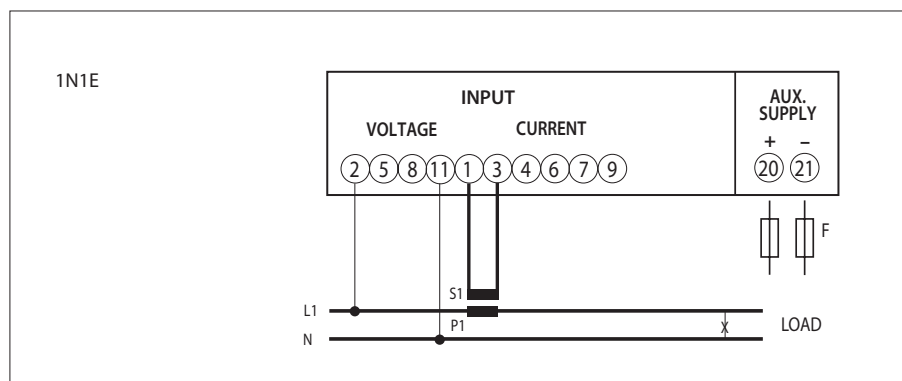 1N1E
INPUT
AUX.
SUPPLY
VOLTAGE CURRENT
+ –
2 5 8 11 1 3 4 6 7 9 20 21
F
S1
L1
P1
X
LOAD
N